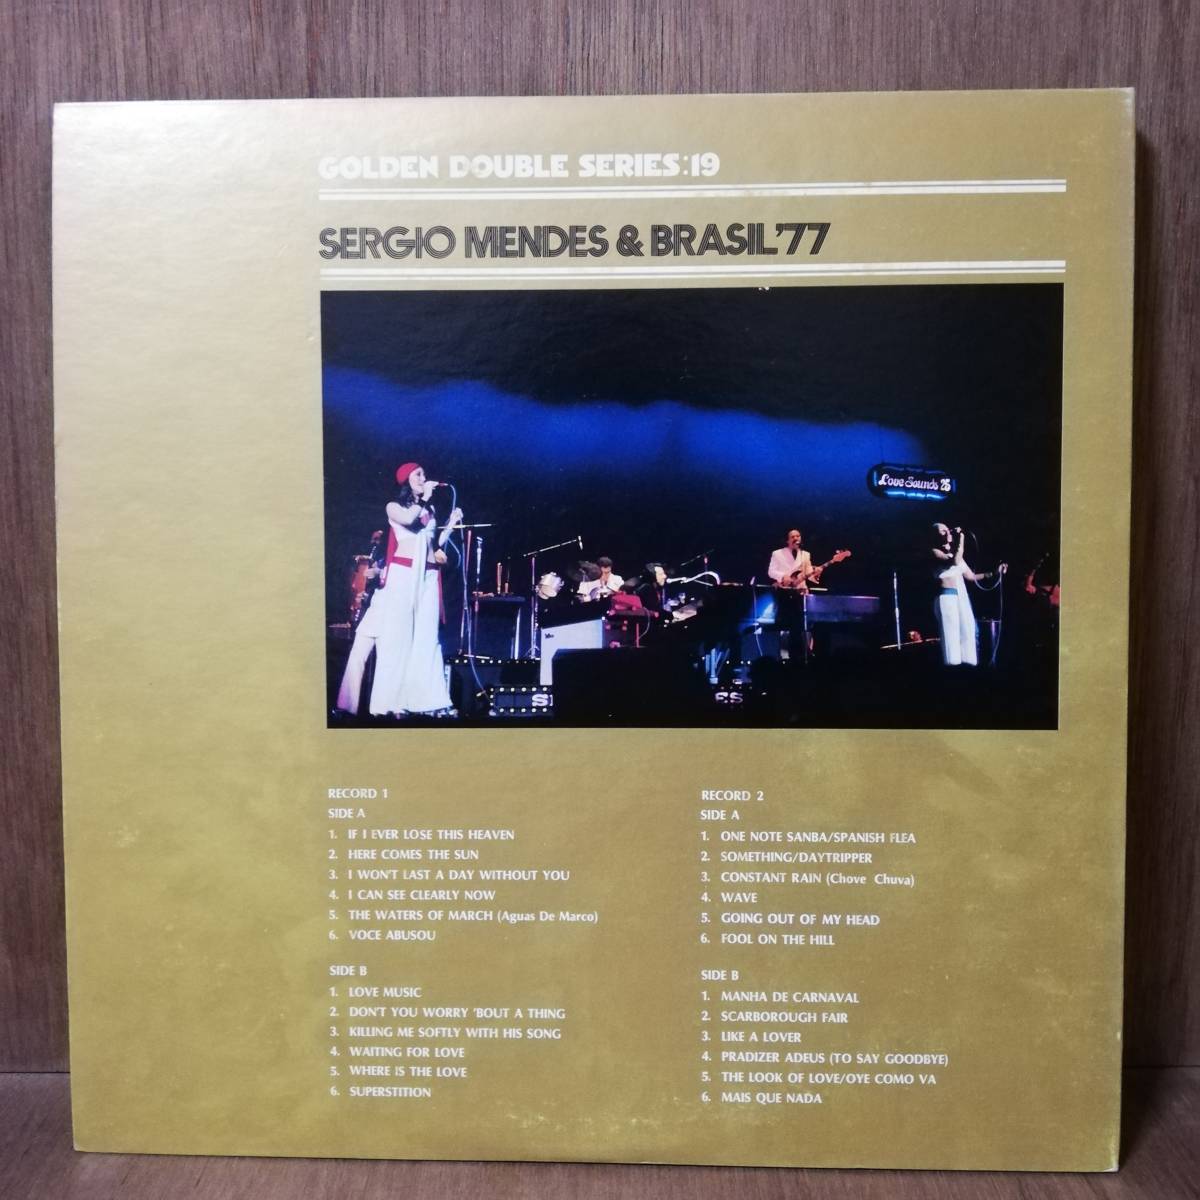 GOLDEN DOUBLE SERIES:19
SERGIO MENDES & BRASIL'77
Love Sounds 25
S
ES
RECORD 1
SIDE A
1. IF I EVER LOSE THIS HEAVEN
2. HERE COMES THE SUN
3. I WON'T LAST A DAY WITHOUT YOU
4. I CAN SEE CLEARLY NOW
5. THE WATERS OF MARCH (Aguas De Marco)
6. VOCE ABUSOU
SIDE B
1. LOVE MUSIC
2. DON'T YOU WORRY 'BOUT A THING
3. KILLING ME SOFTLY WITH HIS SONG
4. WAITING FOR LOVE
5. WHERE IS THE LOVE
6. SUPERSTITION
RECORD 2
SIDE A
1. ONE NOTE SANBA/SPANISH FLEA
2. SOMETHING/DAYTRIPPER
3. CONSTANT RAIN (Chove Chuva)
4. WAVE
5. GOING OUT OF MY HEAD
6. FOOL ON THE HILL
SIDE B
1. MANHA DE CARNAVAL
2. SCARBOROUGH FAIR
3. LIKE A LOVER
4. PRADIZER ADEUS (TO SAY GOODBYE)
5. THE LOOK OF LOVE/OYE COMO VA
6. MAIS QUE NADA